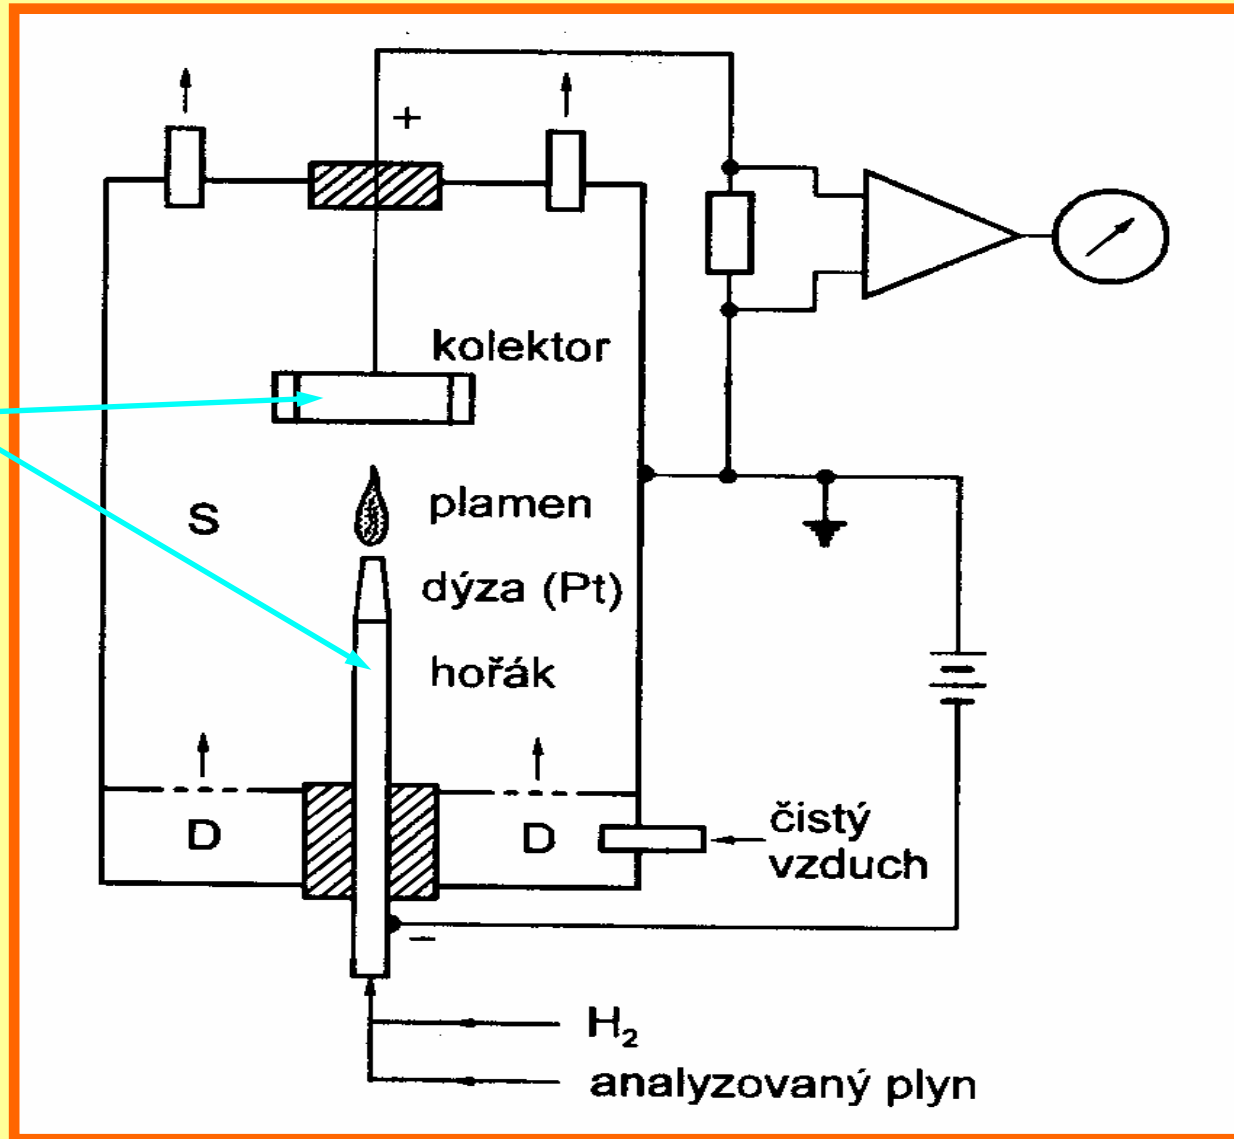 +
kolektor
plamen
S
dýza (Pt)
hořák
D
D
čistý
vzduch
−
H₂
analyzovaný plyn